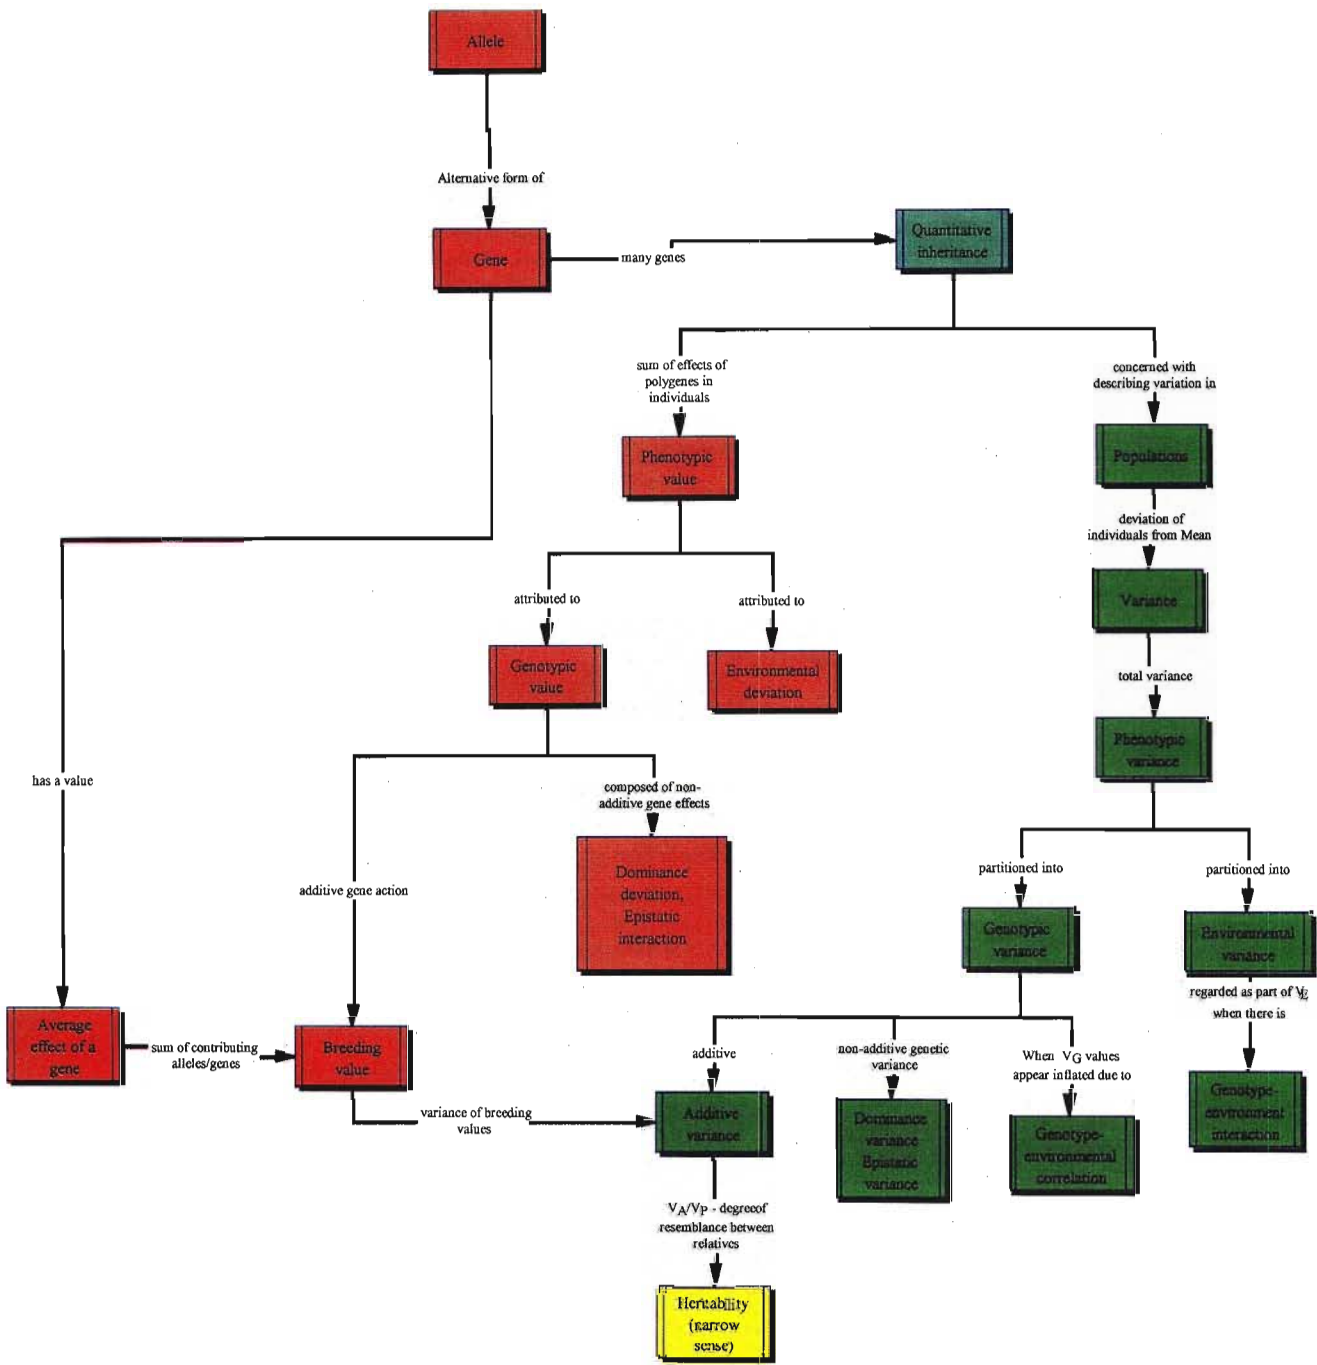 Allele
Alternative form of
Gene
many genes
Quantitative
inheritance
sum of effects of
polygenes in
individuals
concerned with
describing variation in
Phenotypic
value
Populations
deviation of
individuals from Mean
attributed to
attributed to
Variance
Genotypic
value
Environmental
deviation
total variance
Phenotypic
variance
has a value
composed of non-
additive gene effects
additive gene action
Dominance
deviation,
Epistatic
interaction
partitioned into
partitioned into
Genotypic
variance
Environmental
variance
regarded as part of VE
when there is
Average
effect of a
gene
sum of contributing
alleles/genes
Breeding
value
additive
non-additive genetic
variance
When VG values
appear inflated due to
variance of breeding
values
Additive
variance
Dominance
variance
Epistatic
variance
Genotype-
environmental
correlation
Genotype-
environment
interaction
VA/VP - degreeof
resemblance between
relatives
Heritability
(narrow
sense)